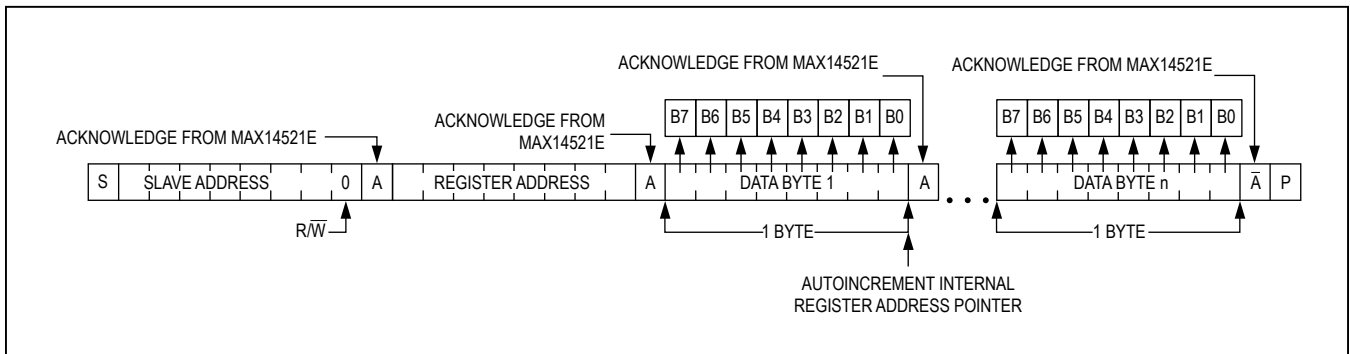 ACKNOWLEDGE FROM MAX14521E
ACKNOWLEDGE FROM MAX14521E
ACKNOWLEDGE FROM
MAX14521E
ACKNOWLEDGE FROM MAX14521E
B7 B6 B5 B4 B3 B2 B1 B0
B7 B6 B5 B4 B3 B2 B1 B0
S SLAVE ADDRESS 0 A REGISTER ADDRESS A DATA BYTE 1 A • • • DATA BYTE n A̅ P
R/W̅
1 BYTE
1 BYTE
AUTOINCREMENT INTERNAL
REGISTER ADDRESS POINTER